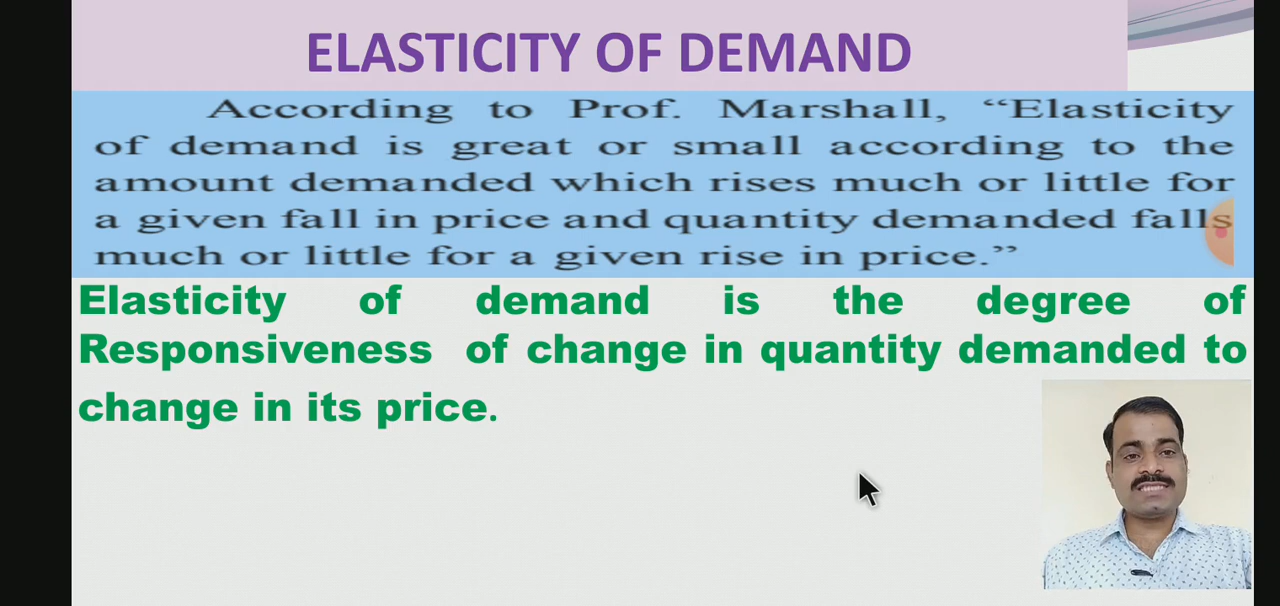 ELASTICITY OF DEMAND
According to Prof. Marshall, “Elasticity
of demand is great or small according to the
amount demanded which rises much or little for
a given fall in price and quantity demanded falls
much or little for a given rise in price.”
Elasticity of demand is the degree of
Responsiveness of change in quantity demanded to
change in its price.